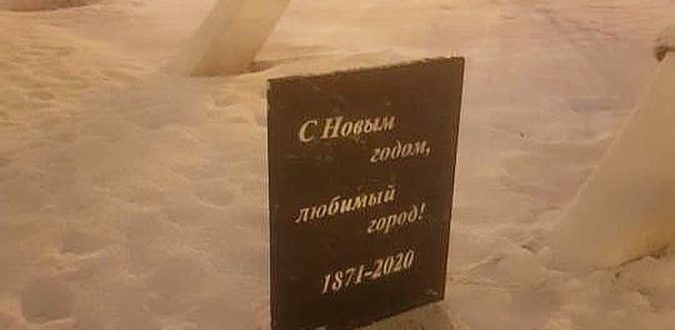 С Новым
годом,
любимый
город!
1871-2020